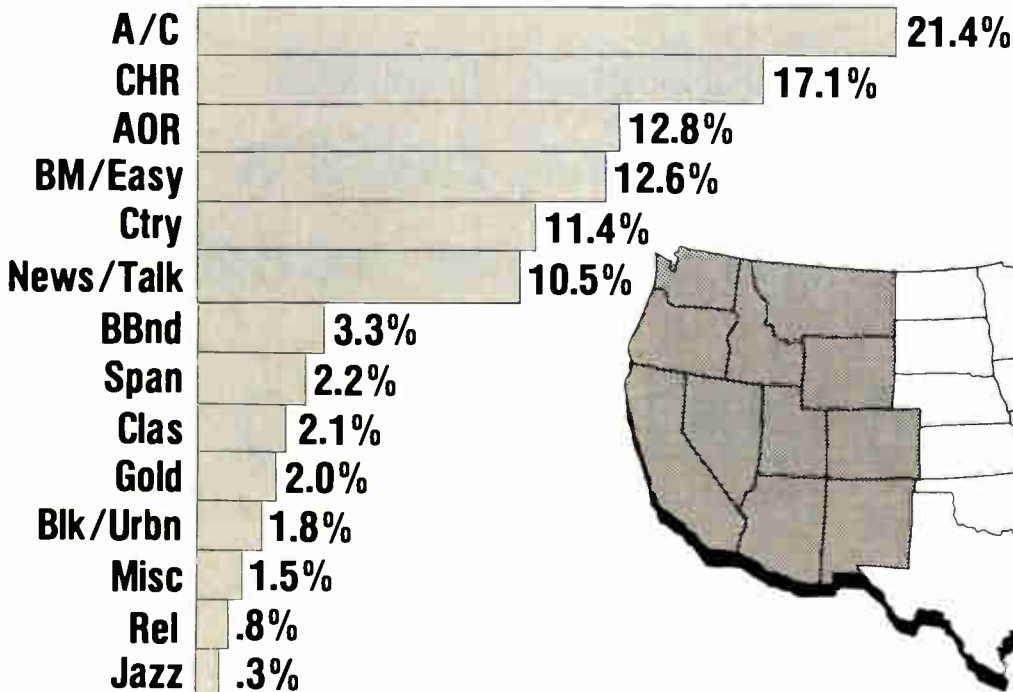 A/C 21.4%
CHR 17.1%
AOR 12.8%
BM/Easy 12.6%
Ctry 11.4%
News/Talk 10.5%
BBnd 3.3%
Span 2.2%
Clas 2.1%
Gold 2.0%
Blk/Urbn 1.8%
Misc 1.5%
Rel .8%
Jazz .3%